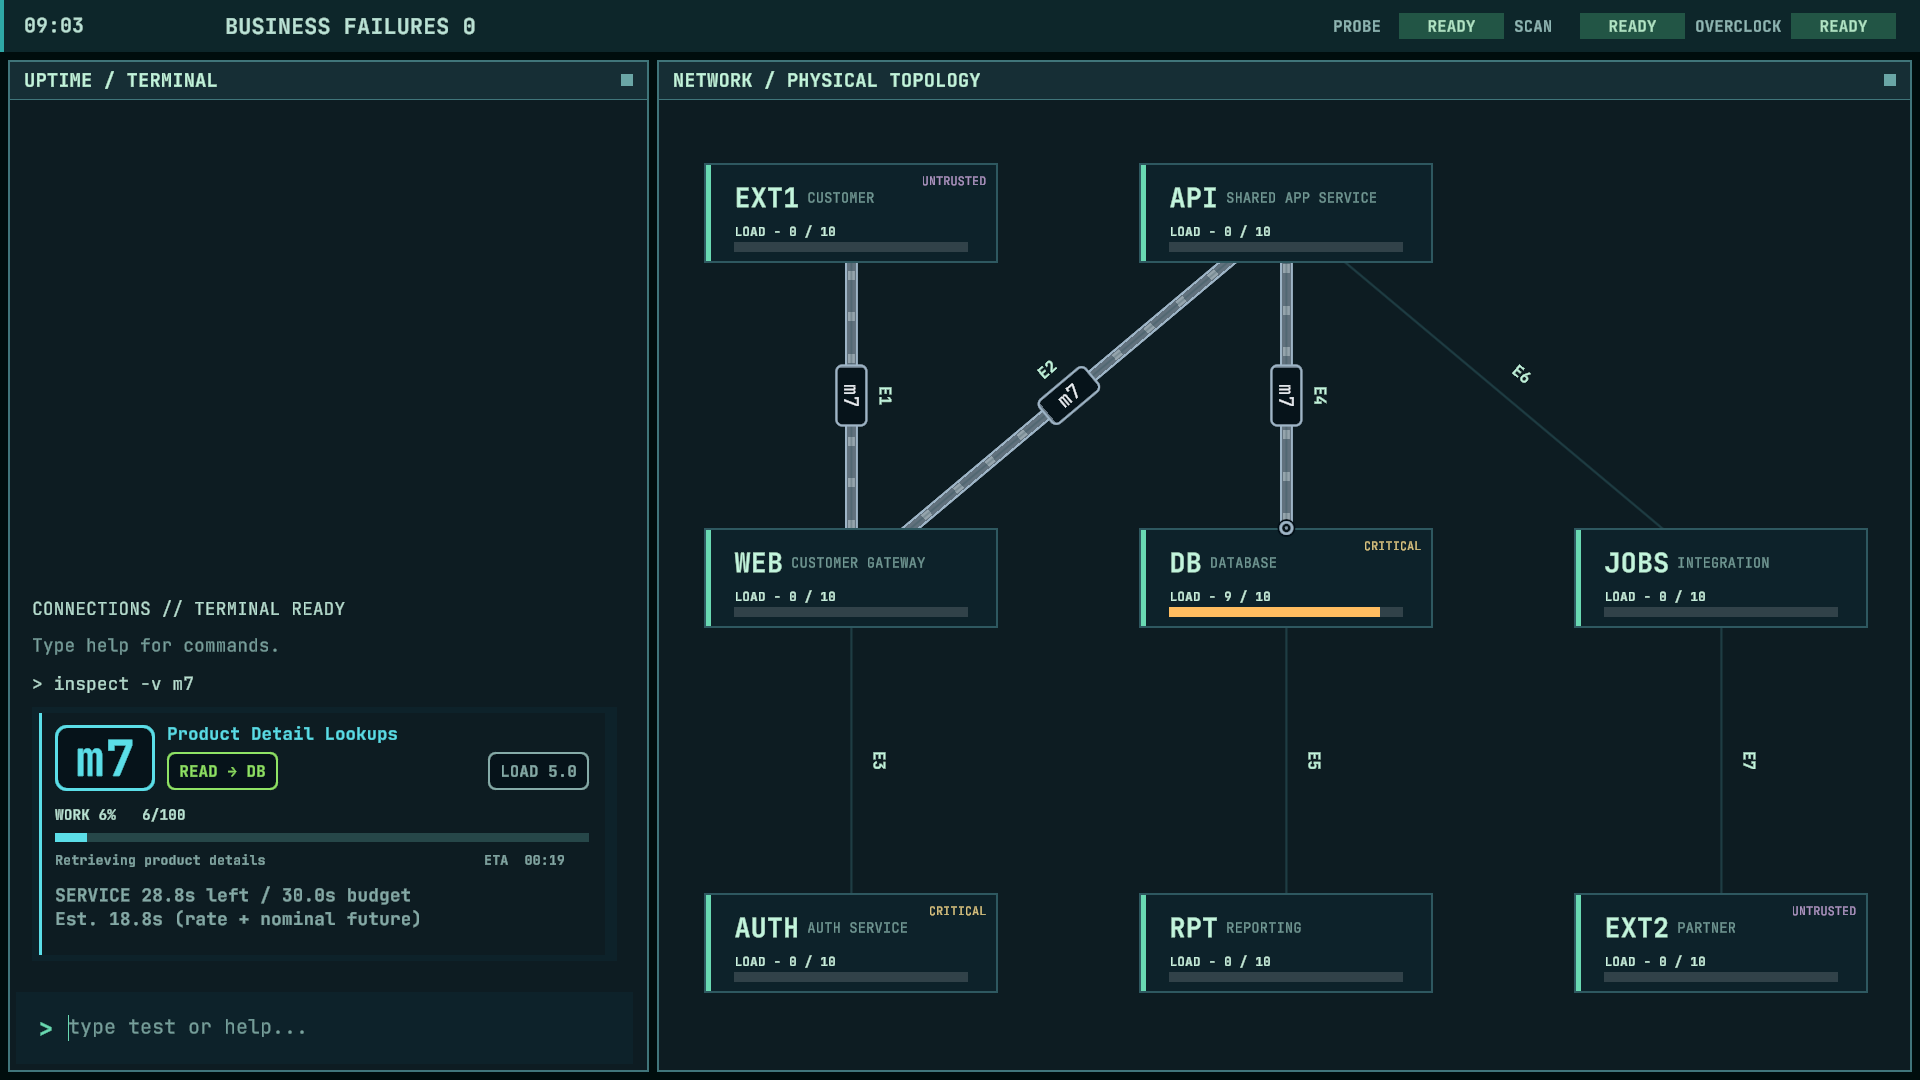 09:03
BUSINESS FAILURES 0
PROBE READY SCAN READY OVERCLOCK READY
UPTIME / TERMINAL
CONNECTIONS // TERMINAL READY
Type help for commands.
> inspect -v m7
m7
Product Detail Lookups
READ → DB
LOAD 5.0
WORK 6% 6/100
Retrieving product details
ETA 00:19
SERVICE 28.8s left / 30.0s budget
Est. 18.8s (rate + nominal future)
> type test or help...
NETWORK / PHYSICAL TOPOLOGY
UNTRUSTED
EXT1 CUSTOMER
LOAD - 0 / 10
API SHARED APP SERVICE
LOAD - 0 / 10
m7
E1
E2
m7
m7
E4
E6
WEB CUSTOMER GATEWAY
LOAD - 0 / 10
CRITICAL
DB DATABASE
LOAD - 9 / 10
JOBS INTEGRATION
LOAD - 0 / 10
E3
E5
E7
CRITICAL
AUTH AUTH SERVICE
LOAD - 0 / 10
RPT REPORTING
LOAD - 0 / 10
UNTRUSTED
EXT2 PARTNER
LOAD - 0 / 10